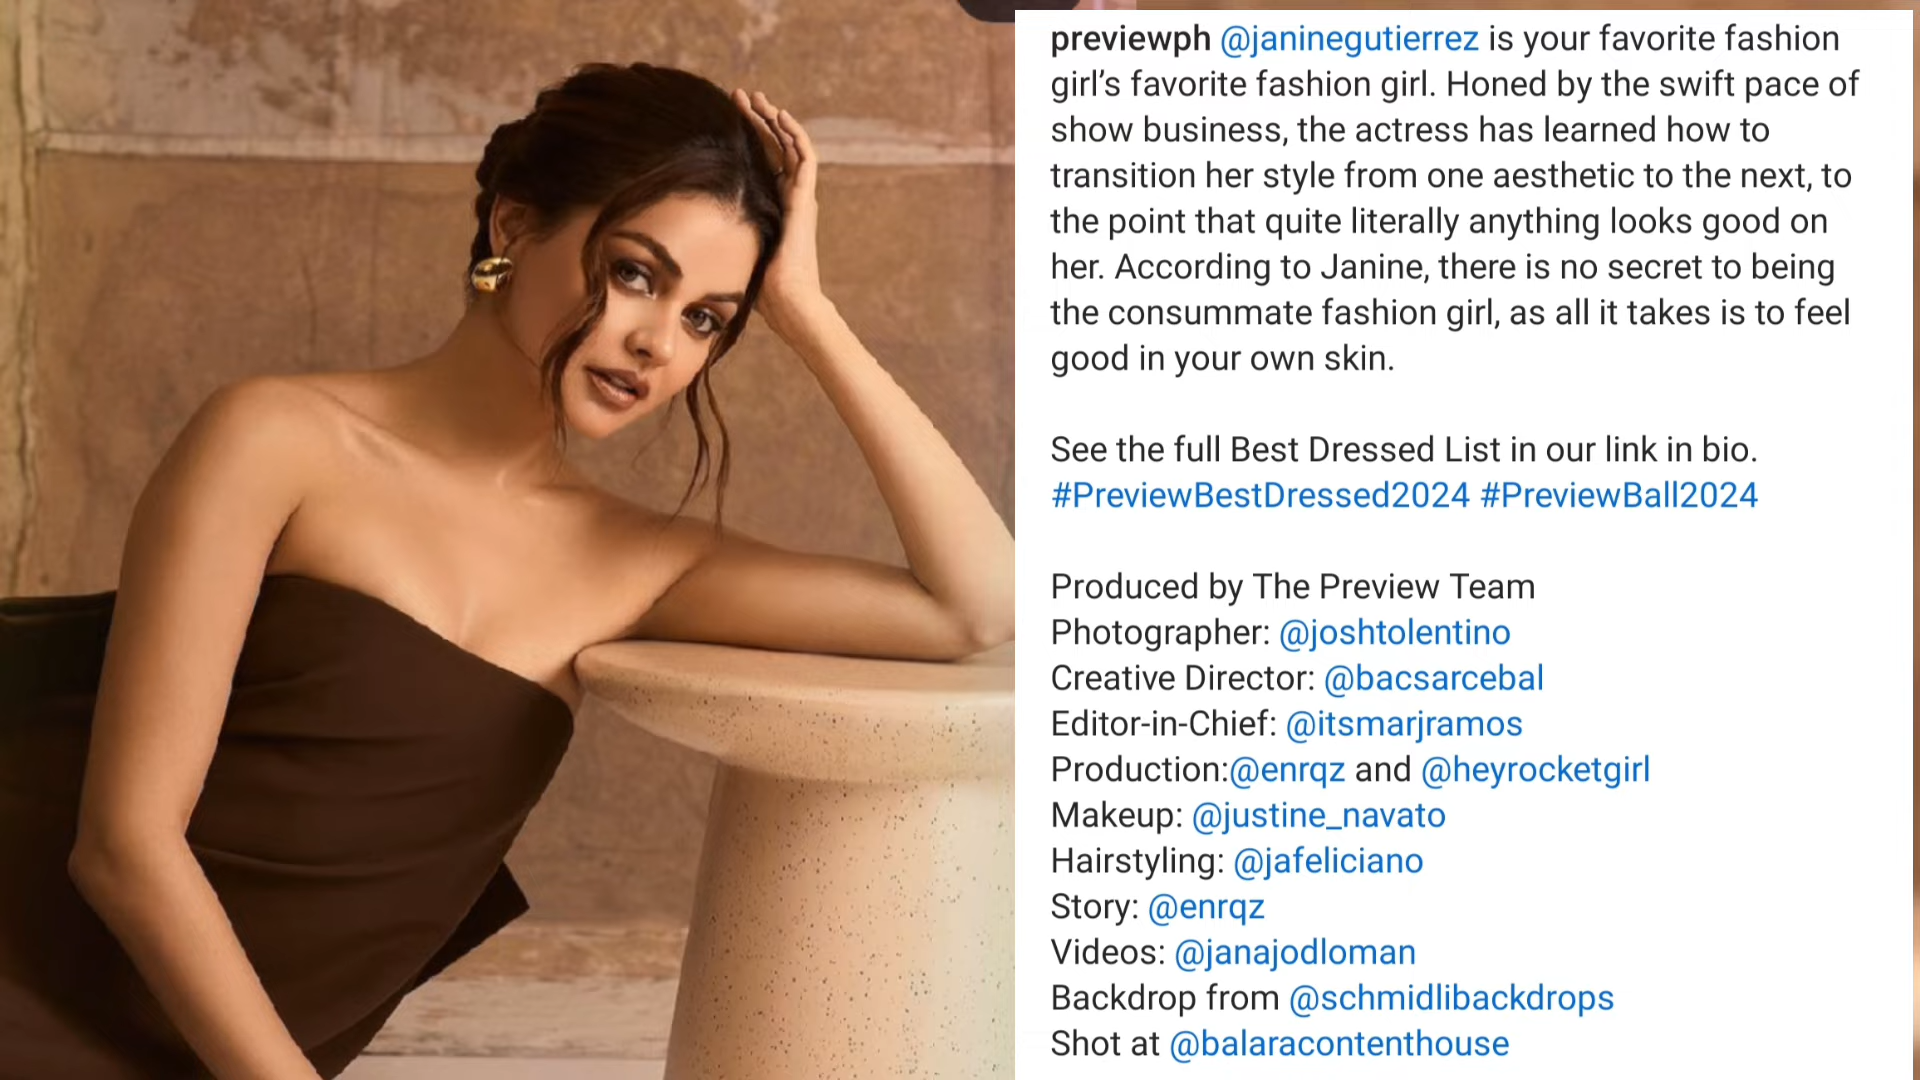 previewph @janinegutierrez is your favorite fashion
girl’s favorite fashion girl. Honed by the swift pace of
show business, the actress has learned how to
transition her style from one aesthetic to the next, to
the point that quite literally anything looks good on
her. According to Janine, there is no secret to being
the consummate fashion girl, as all it takes is to feel
good in your own skin.
See the full Best Dressed List in our link in bio.
#PreviewBestDressed2024 #PreviewBall2024
Produced by The Preview Team
Photographer: @joshtolentino
Creative Director: @bacsarcebal
Editor-in-Chief: @itsmarjramos
Production:@enrqz and @heyrocketgirl
Makeup: @justine_navato
Hairstyling: @jafeliciano
Story: @enrqz
Videos: @janajodloman
Backdrop from @schmidlibackdrops
Shot at @balaracontenthouse